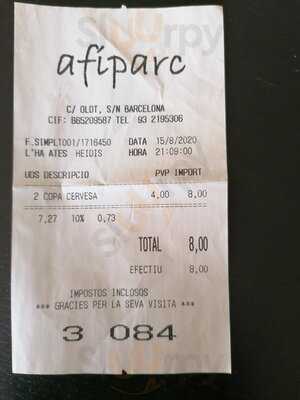 afiparc
C/ OLOT, S/N BARCELONA
CIF: B65209587 TEL 93 2195306
F.SIMPLT001/1716450 DATA 15/8/2020
L'HA ATES HEIDIS HORA 21:09:00
UDS DESCRIPCIO PVP IMPORT
2 COPA CERVESA 4,00 8,00
7,27 10% 0,73
TOTAL 8,00
EFECTIU 8,00
IMPOSTOS INCLOSOS
*** GRACIES PER LA SEVA VISITA ***
3 084